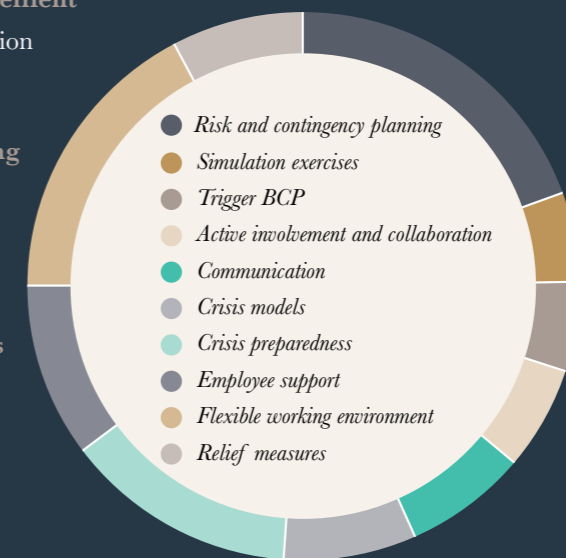 ion
Risk and contingency planning
Simulation exercises
Trigger BCP
Active involvement and collaboration
Communication
Crisis models
Crisis preparedness
Employee support
Flexible working environment
Relief measures